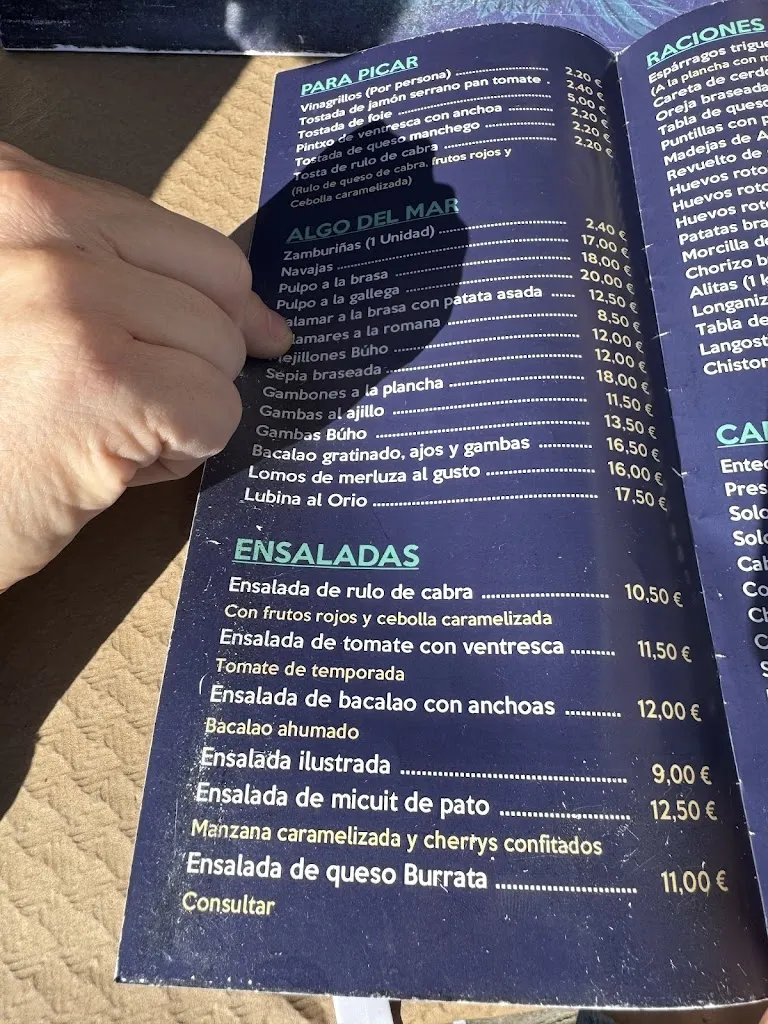 PARA PICAR
Vinagrillos (Por persona) 2.20 €
Tostada de jamón serrano pan tomate . 2.40 €
Tostada de foie 5,00 €
Pintxo de ventresca con anchoa 2.20 €
Tostada de queso manchego 2.20 €
Tosta de rulo de cabra 2.20 €
(Rulo de queso de cabra, frutos rojos y
Cebolla caramelizada)
ALGO DEL MAR
Zamburiñas (1 Unidad) 2,40 €
Navajas 17,00 €
Pulpo a la brasa 18,00 €
Pulpo a la gallega 20,00 €
alamar a la brasa con patata asada 12,50 €
lamares a la romana 8,50 €
Mejillones Búho 12,00 €
Sepia braseada 12,00 €
Gambones a la plancha 18,00 €
Gambas al ajillo 11,50 €
Gambas Búho 13,50 €
Bacalao gratinado, ajos y gambas 16,50 €
Lomos de merluza al gusto 16,00 €
Lubina al Orio 17,50 €
ENSALADAS
Ensalada de rulo de cabra 10,50 €
Con frutos rojos y cebolla caramelizada
Ensalada de tomate con ventresca 11,50 €
Tomate de temporada
Ensalada de bacalao con anchoas 12,00 €
Bacalao ahumado
Ensalada ilustrada 9,00 €
Ensalada de micuit de pato 12,50 €
Manzana caramelizada y cherrys confitados
Ensalada de queso Burrata 11,00 €
Consultar
RACIONES
Espárragos trigue
(A la plancha con m
Careta de cerdo
Oreja braseada
Tabla de queso
Puntillas con p
Madejas de A
Revuelto de
Huevos roto
Huevos roto
Huevos roto
Patatas bra
Morcilla de
Chorizo b
Alitas (1 k
Longaniz
Tabla de
Langost
Chistor
CA
Entec
Pres
Solo
Solo
Cab
Co
Ch
C
S